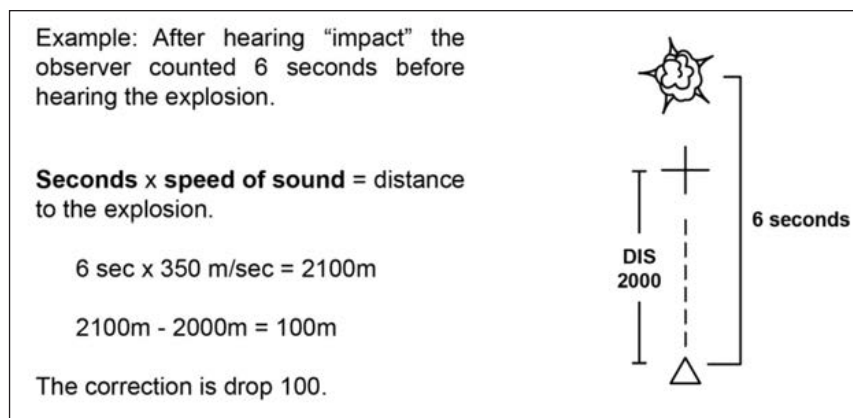 Example: After hearing “impact” the
observer counted 6 seconds before
hearing the explosion.
Seconds x speed of sound = distance
to the explosion.
6 sec x 350 m/sec = 2100m
2100m - 2000m = 100m
The correction is drop 100.
DIS
2000
6 seconds